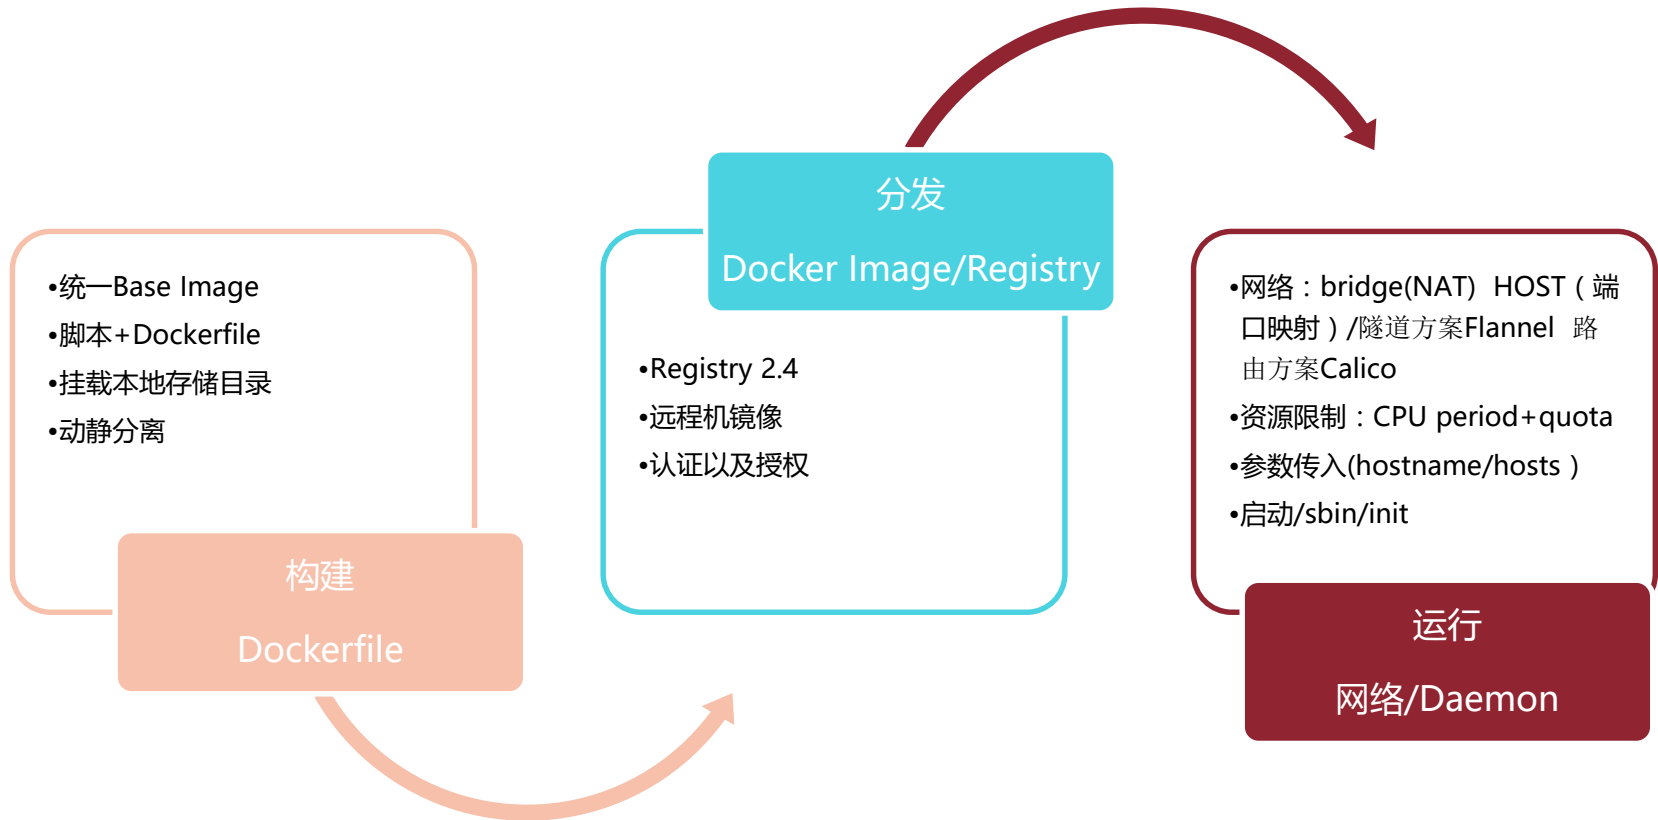 •统一Base Image
•脚本+Dockerfile
•挂载本地存储目录
•动静分离
构建
Dockerfile
分发
Docker Image/Registry
•Registry 2.4
•远程机镜像
•认证以及授权
•网络：bridge(NAT) HOST（端
口映射）/隧道方案Flannel 路
由方案Calico
•资源限制：CPU period+quota
•参数传入(hostname/hosts）
•启动/sbin/init
运行
网络/Daemon